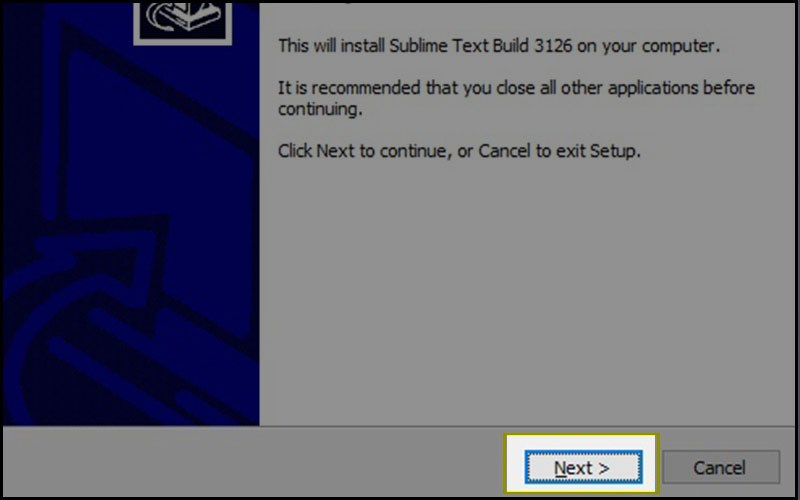 This will install Sublime Text Build 3126 on your computer.
It is recommended that you close all other applications before
continuing.
Click Next to continue, or Cancel to exit Setup.
Next >
Cancel